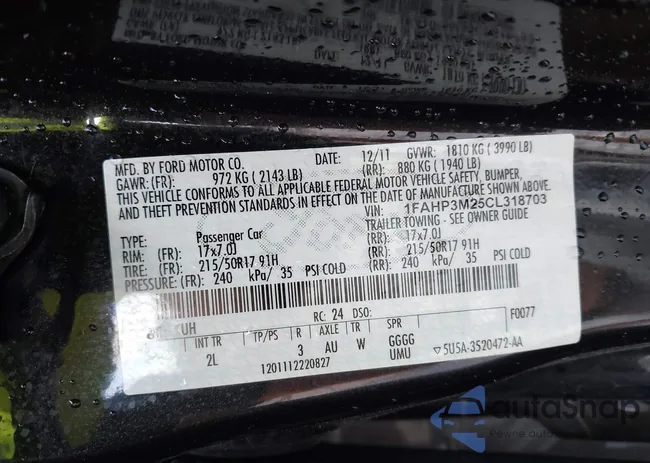 MFD. BY FORD MOTOR CO. DATE: 12/11 GVWR: 1810 KG ( 3990 LB)
GAWR: (FR): 972 KG ( 2143 LB) (RR): 880 KG ( 1940 LB)
THIS VEHICLE CONFORMS TO ALL APPLICABLE FEDERAL MOTOR VEHICLE SAFETY, BUMPER,
AND THEFT PREVENTION STANDARDS IN EFFECT ON THE DATE OF MANUFACTURE SHOWN ABOVE.
VIN: 1FAHP3M25CL318703
TYPE: Passenger Car TRAILER TOWING - SEE OWNER GUIDE
RIM: (FR): 17x7.0J (RR): 17x7.0J
TIRE: (FR): 215/50R17 91H (RR): 215/50R17 91H
PRESSURE: (FR): 240 kPa/ 35 PSI COLD (RR): 240 kPa/ 35 PSI COLD
RC: 24 DSO: F0077
UH
INT TR TP/PS R AXLE TR SPR
2L 3 AU W GGGG
UMU 5U5A-3520472-AA
1201112220827
autaSnap
Pewne auto